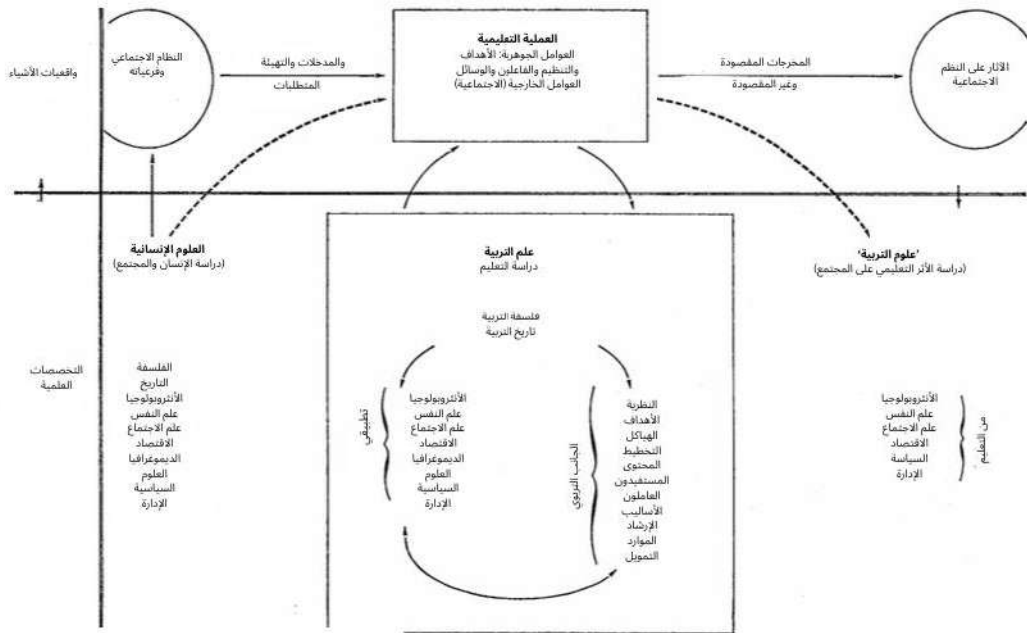 العملية التعليمية
العوامل الجوهرية: الأهداف
والتنظيم والفاعلون والوسائل
العوامل الخارجية (الاجتماعية)
واقعيات الأشياء
النظام الاجتماعي
وفرعياته
والمدخلات والتهيئة
المتطلبات
المخرجات المقصودة
وغير المقصودة
الآثار على النظم
الاجتماعية
العلوم الإنسانية
(دراسة الإنسان والمجتمع)
علم التربية
دراسة التعليم
'علوم التربية'
(دراسة الأثر التعليمي على المجتمع)
فلسفة التربية
تاريخ التربية
التخصصات
العلمية
الفلسفة
التاريخ
الأنثروبولوجيا
علم النفس
علم الاجتماع
الاقتصاد
الديموغرافيا
العلوم
السياسية
الإدارة
تطبيقي
الأنثروبولوجيا
علم النفس
علم الاجتماع
الاقتصاد
الديموغرافيا
العلوم
السياسية
الإدارة
الجانب التربوي
النظرية
الأهداف
الهياكل
التخطيط
المحتوى
المستفيدون
العاملون
الأساليب
الإرشاد
الموارد
التمويل
الأنثروبولوجيا
علم النفس
علم الاجتماع
الاقتصاد
السياسة
الإدارة
من التعليم